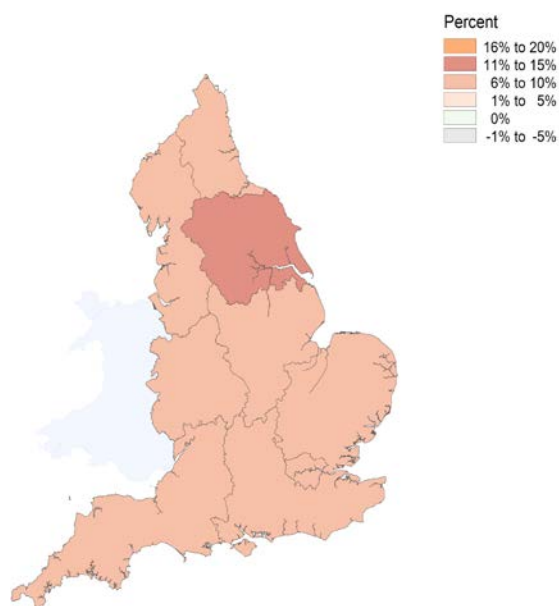 Percent
16% to 20%
11% to 15%
6% to 10%
1% to 5%
0%
-1% to -5%